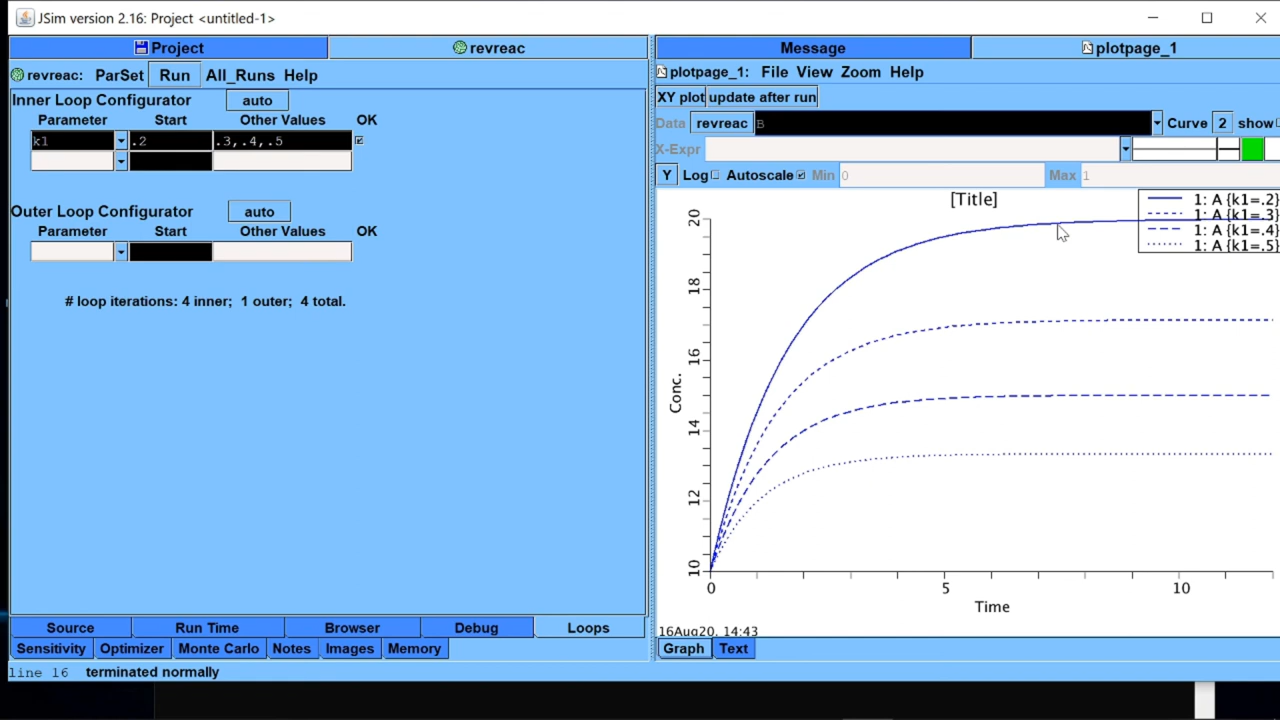 JSim version 2.16: Project <untitled-1>
Project
revreac
revreac: ParSet Run All_Runs Help
Inner Loop Configurator auto
Parameter Start Other Values OK
k1 .2 .3,.4,.5
Outer Loop Configurator auto
Parameter Start Other Values OK
# loop iterations: 4 inner; 1 outer; 4 total.
Source Run Time Browser Debug Loops
Sensitivity Optimizer Monte Carlo Notes Images Memory
line 16 terminated normally
Message
plotpage_1
plotpage_1: File View Zoom Help
XY plot update after run
Data revreac B Curve 2 show
X-Expr
Y Log Autoscale Min 0 Max 1
[Title]
1: A {k1=.2}
1: A {k1=.3}
1: A {k1=.4}
1: A {k1=.5}
20
18
16
14
12
10
Conc.
0 5 10
Time
16Aug20, 14:43
Graph Text